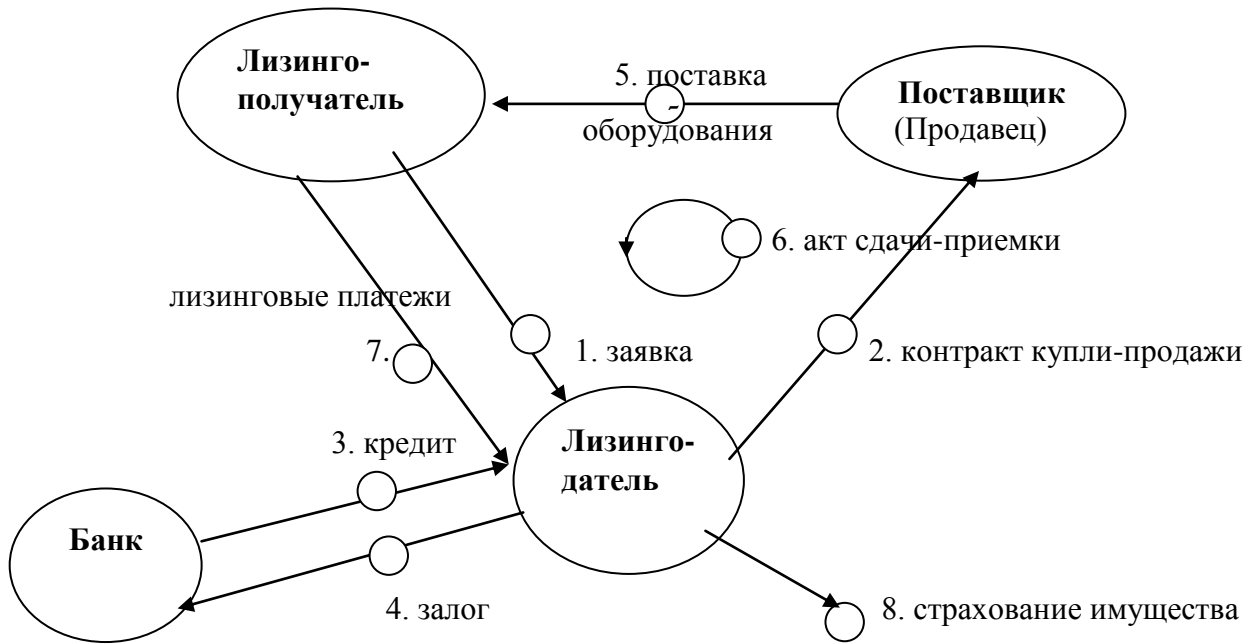 Лизинго-
получатель
5. поставка
-
оборудования
Поставщик
(Продавец)
6. акт сдачи-приемки
лизинговые платежи
7.
1. заявка
2. контракт купли-продажи
3. кредит
Лизинго-
датель
Банк
4. залог
8. страхование имущества